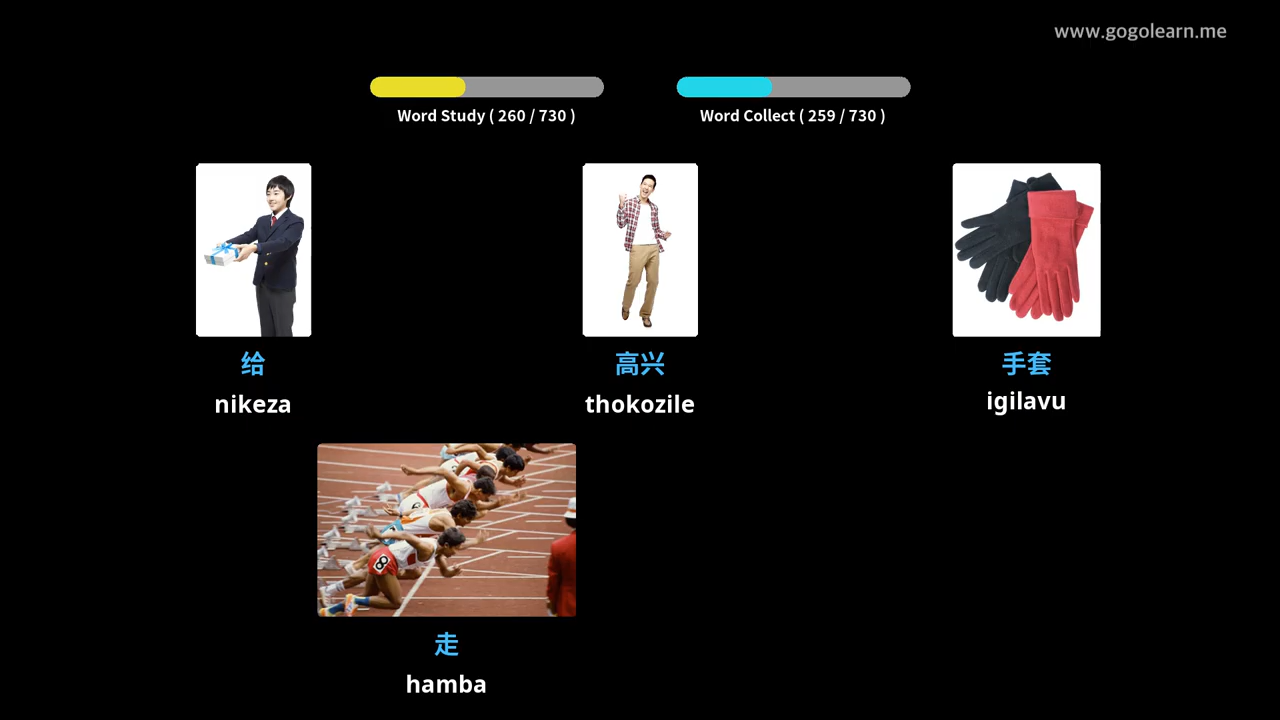 www.gogolearn.me
Word Study ( 260 / 730 )
Word Collect ( 259 / 730 )
给
高兴
手套
nikeza
thokozile
igilavu
8
走
hamba